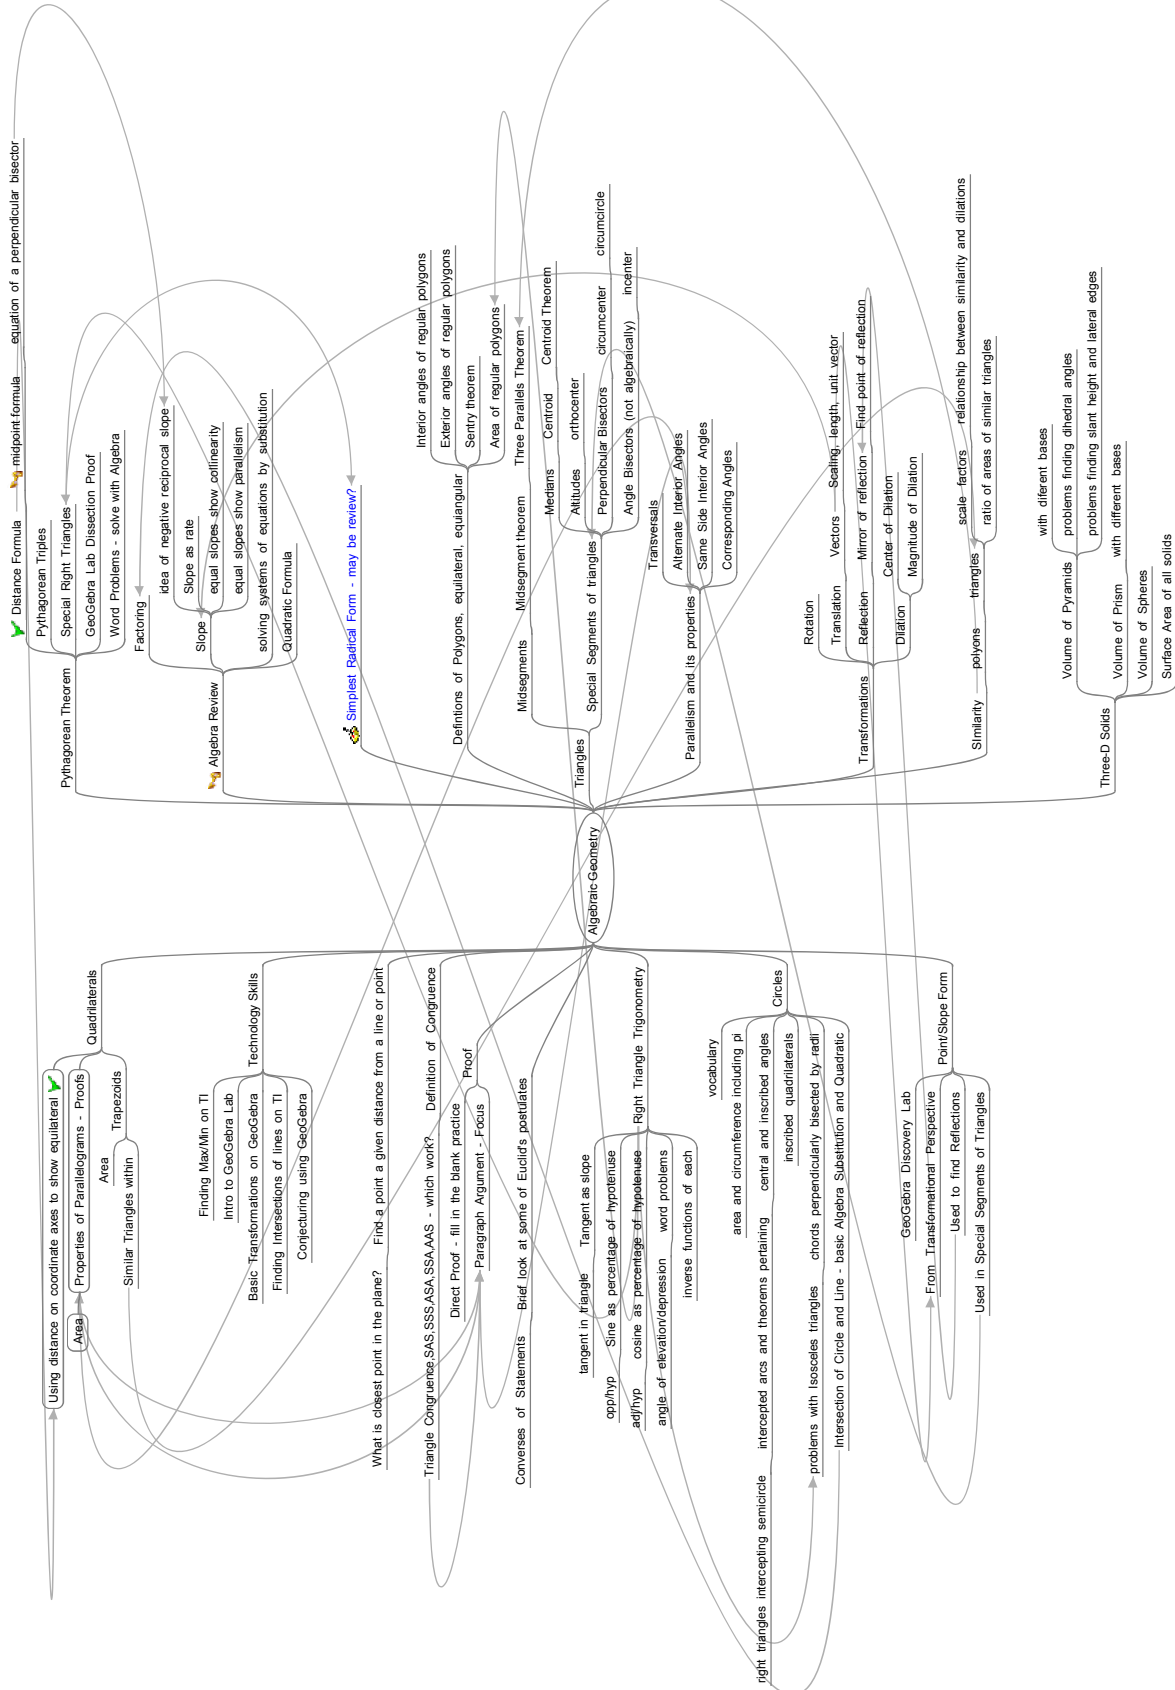 Algebraic Geometry
Pythagorean Theorem
Distance Formula
midpoint formula
equation of a perpendicular bisector
Pythagorean Triples
Special Right Triangles
GeoGebra Lab Dissection Proof
Word Problems - solve with Algebra
Algebra Review
Factoring
Slope
idea of negative reciprocal slope
Slope as rate
equal slopes show collinearity
equal slopes show parallelism
solving systems of equations by substitution
Quadratic Formula
Simplest Radical Form - may be review?
Defintions of Polygons, equilateral, equiangular
Interior angles of regular polygons
Exterior angles of regular polygons
Sentry theorem
Area of regular polygons
Triangles
Midsegments
Midsegment theorem
Three Parallels Theorem
Special Segments of triangles
Medians
Centroid
Centroid Theorem
Altitudes
orthocenter
Perpendicular Bisectors
circumcenter
circumcircle
Angle Bisectors (not algebraically)
incenter
Parallelism and its properties
Transversals
Alternate Interior Angles
Same Side Interior Angles
Corresponding Angles
Transformations
Rotation
Translation
Vectors
Scaling, length, unit vector
Reflection
Mirror of reflection
Find point of reflection
Dilation
Center of Dilation
Magnitude of Dilation
SImilarity
polyons
triangles
scale factors
relationship between similarity and dilations
ratio of areas of similar triangles
Three-D Solids
Volume of Pyramids
with diferent bases
problems finding dihedral angles
problems finding slant height and lateral edges
Volume of Prism
with different bases
Volume of Spheres
Surface Area of all solids
Quadrilaterals
Using distance on coordinate axes to show equilateral
Properties of Parallelograms - Proofs
Area
Trapezoids
Area
Similar Triangles within
Technology Skills
Finding Max/Min on TI
Intro to GeoGebra Lab
Basic Transformations on GeoGebra
Finding Intersections of lines on TI
Conjecturing using GeoGebra
Find a point a given distance from a line or point
What is closest point in the plane?
Definition of Congruence
Triangle Congruence,SAS,SSS,ASA,SSA,AAS - which work?
Proof
Direct Proof - fill in the blank practice
Paragraph Argument - Focus
Brief look at some of Euclid's postulates
Converses of Statements
Right Triangle Trigonometry
Tangent as slope
tangent in triangle
Sine as percentage of hypotenuse
opp/hyp
cosine as percentage of hypotenuse
adj/hyp
word problems
angle of elevation/depression
inverse functions of each
Circles
vocabulary
area and circumference including pi
central and inscribed angles
intercepted arcs and theorems pertaining
right triangles intercepting semicircle
inscribed quadrilaterals
chords perpendicularly bisected by radii
problems with Isosceles triangles
Intersection of Circle and Line - basic Algebra Substitution and Quadratic
Point/Slope Form
GeoGebra Discovery Lab
From Transformational Perspective
Used to find Reflections
Used in Special Segments of Triangles